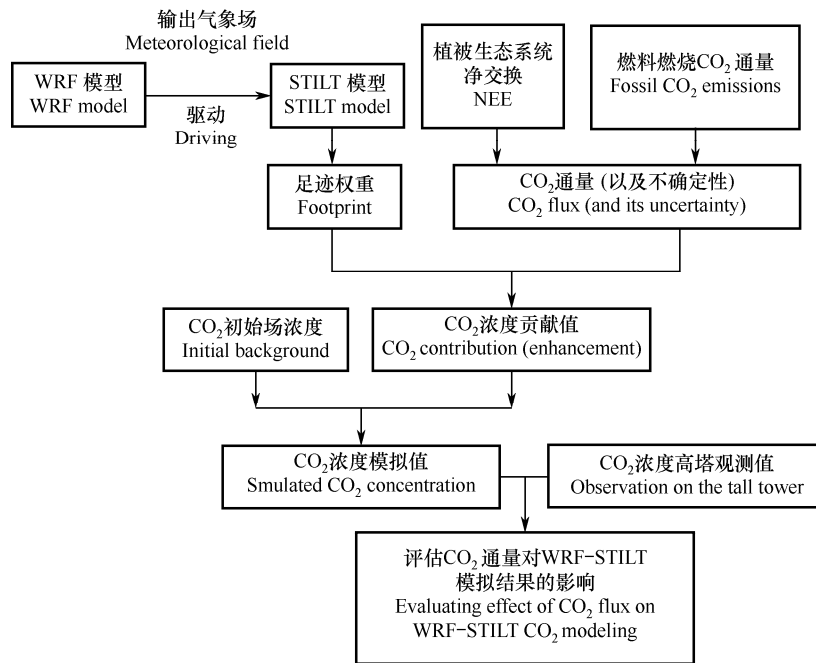 输出气象场
Meteorological field
WRF 模型
WRF model
驱动
Driving
STILT 模型
STILT model
植被生态系统
净交换
NEE
燃料燃烧CO₂通量
Fossil CO₂ emissions
足迹权重
Footprint
CO₂通量 (以及不确定性)
CO₂ flux (and its uncertainty)
CO₂初始场浓度
Initial background
CO₂浓度贡献值
CO₂ contribution (enhancement)
CO₂浓度模拟值
Smulated CO₂ concentration
CO₂浓度高塔观测值
Observation on the tall tower
评估CO₂通量对WRF-STILT
模拟结果的影响
Evaluating effect of CO₂ flux on
WRF-STILT CO₂ modeling